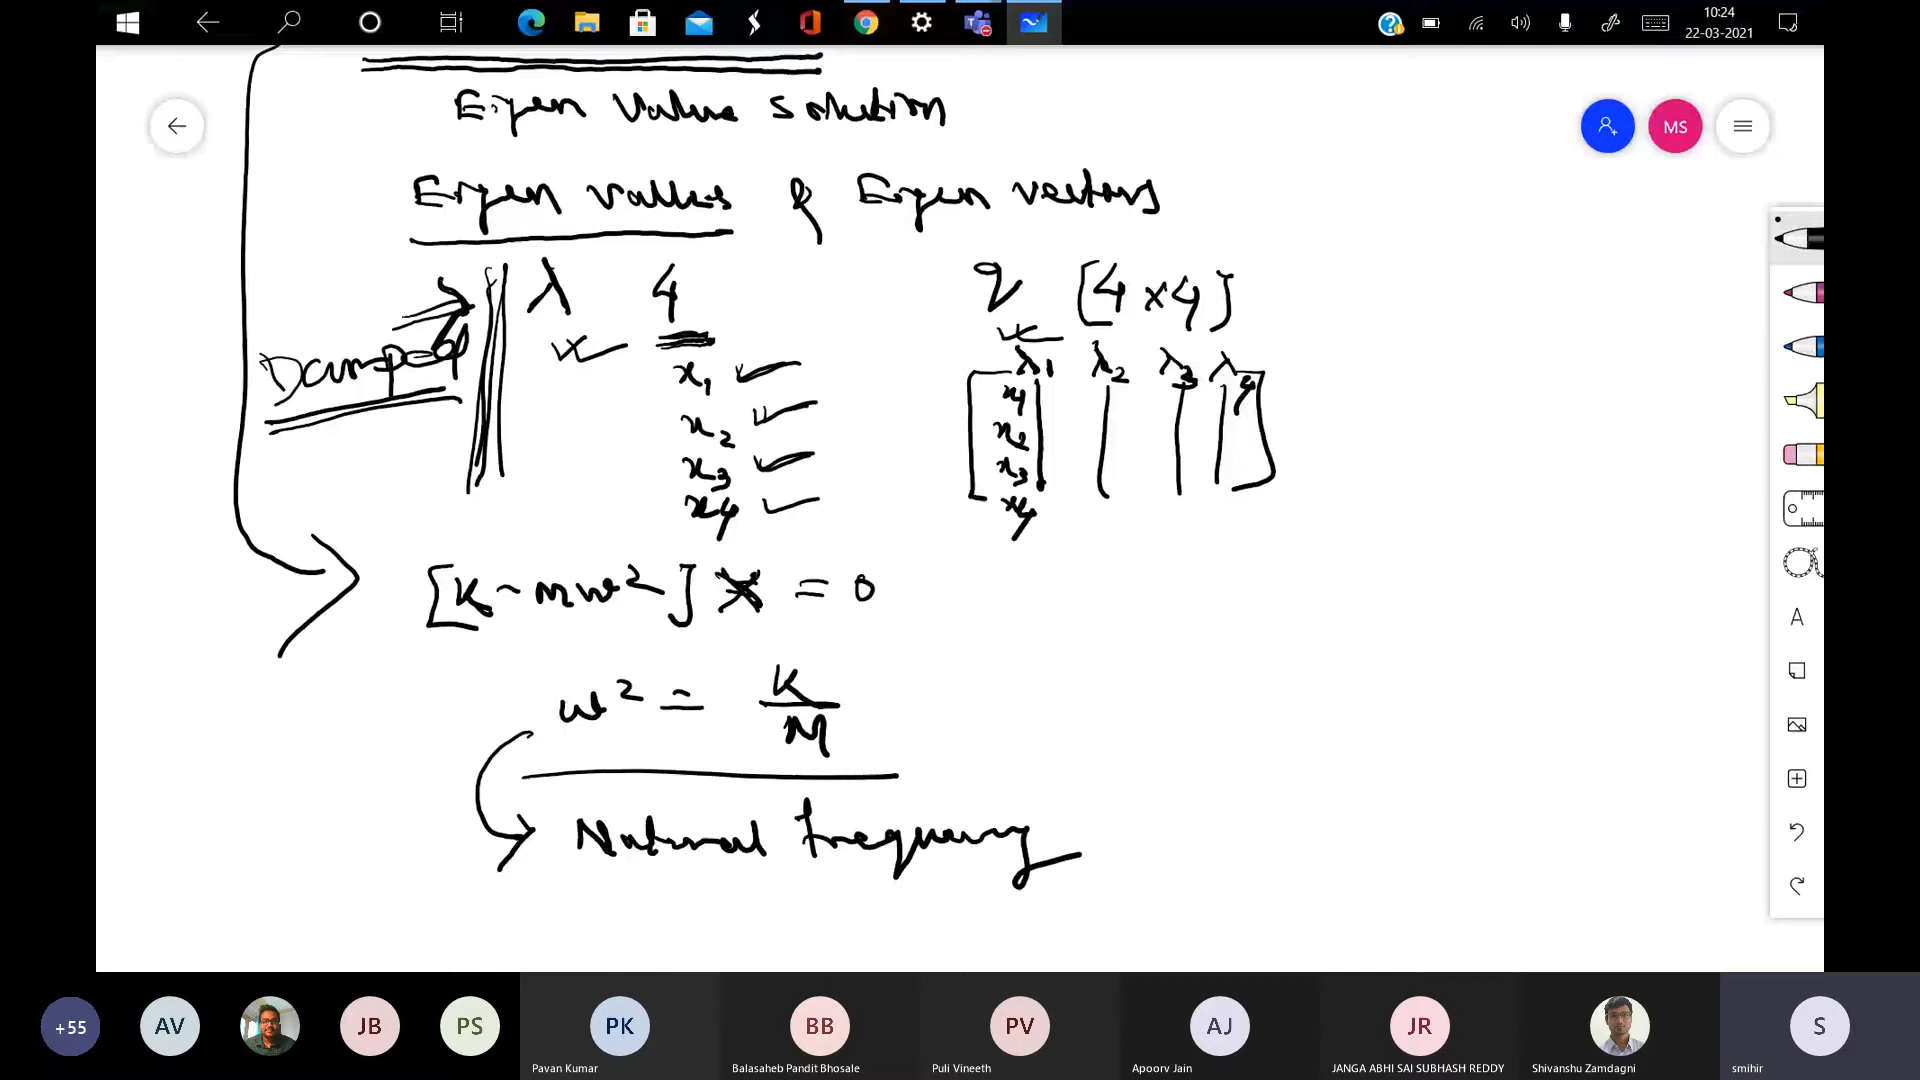 10:24
22-03-2021
Eigen Value Solution
Eigen values & Eigen vectors
MS
λ 4
q [4 x 4]
Damped
x1
x2
x3
x4
λ1 λ2 λ3 λ4
x1
x2
x3
x4
[K - mw²] X = 0
w² = K/M
Natural frequency
A
+55
AV
JB
PS
PK
BB
PV
AJ
JR
S
Pavan Kumar
Balasaheb Pandit Bhosale
Puli Vineeth
Apoorv Jain
JANGA ABHI SAI SUBHASH REDDY
Shivanshu Zamdagni
smihir